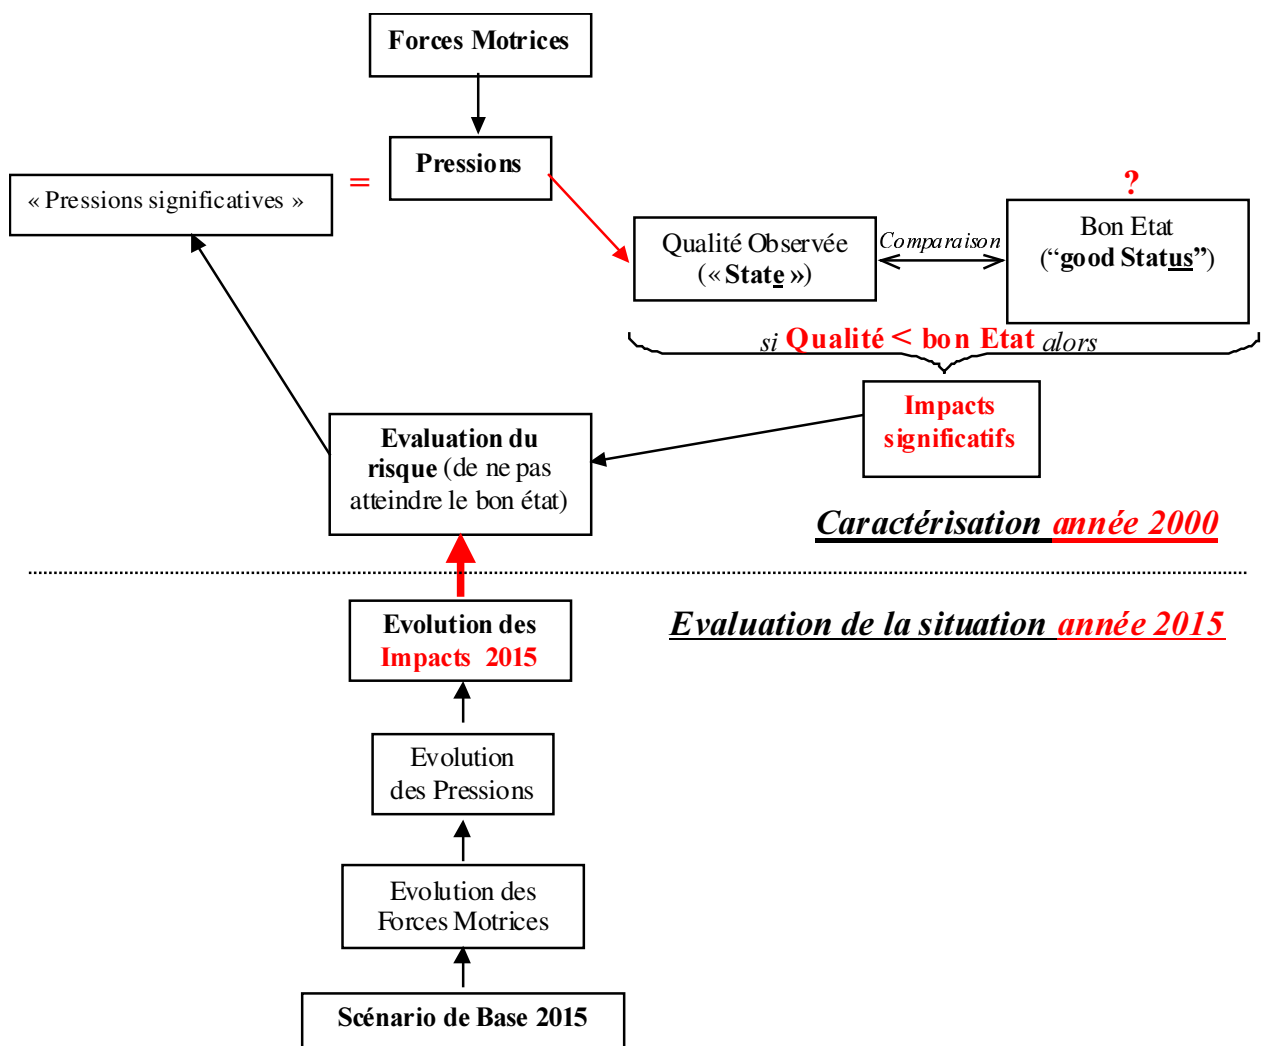 Forces Motrices
Pressions
« Pressions significatives »
=
?
Qualité Observée
(« State »)
Comparaison
Bon Etat
(“good Status”)
si Qualité < bon Etat alors
Impacts
significatifs
Evaluation du
risque (de ne pas
atteindre le bon état)
Caractérisation année 2000
Evolution des
Impacts 2015
Evaluation de la situation année 2015
Evolution
des Pressions
Evolution des
Forces Motrices
Scénario de Base 2015